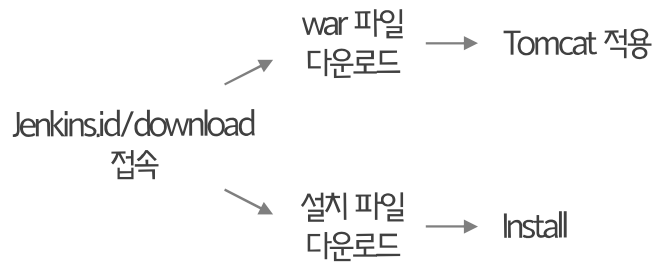 war 파일
다운로드
Tomcat 적용
Jenkins.id/download
접속
설치 파일
다운로드
Install